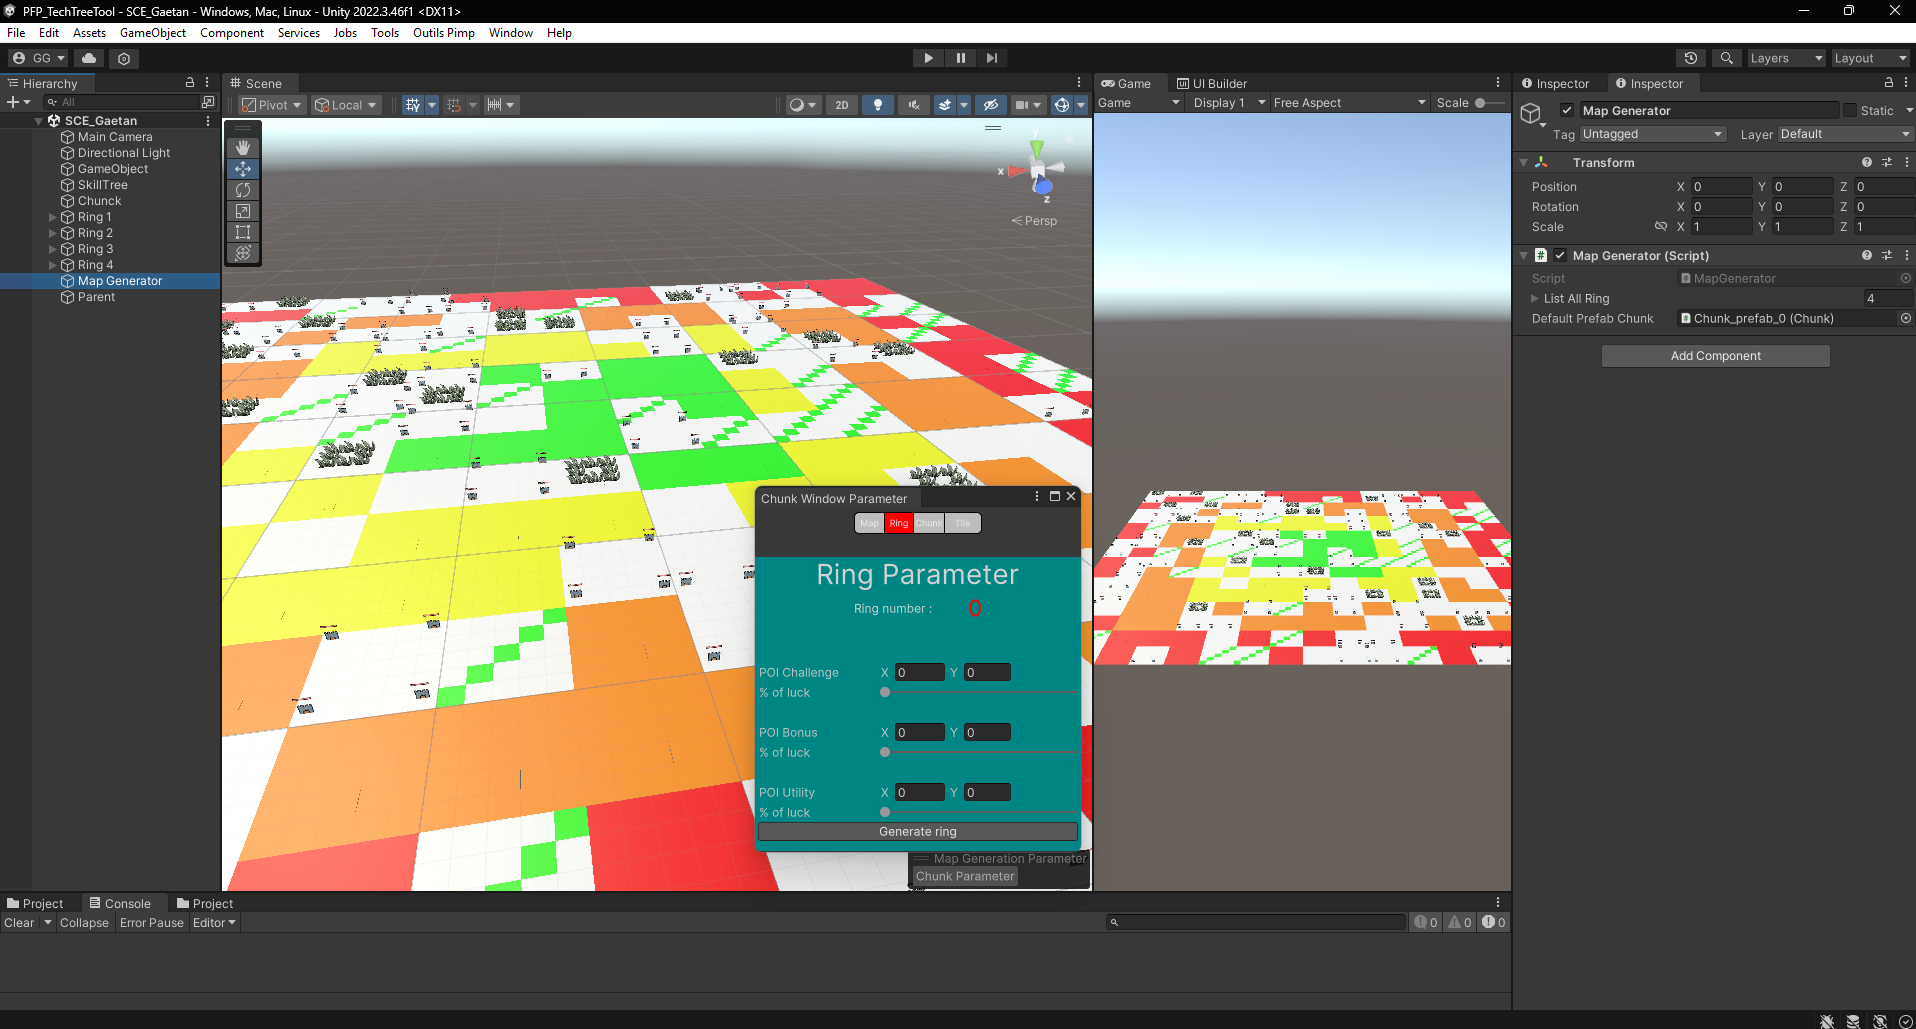 PFP_TechTreeTool - SCE_Gaetan - Windows, Mac, Linux - Unity 2022.3.46f1 <DX11>
File Edit Assets GameObject Component Services Jobs Tools Outils Pimp Window Help
GG
Layers
Layout
Hierarchy
All
SCE_Gaetan
Main Camera
Directional Light
GameObject
SkillTree
Chunck
Ring 1
Ring 2
Ring 3
Ring 4
Map Generator
Parent
Scene
Pivot Local
2D
y
x
z
Persp
Chunk Window Parameter
Map Ring Chunk Tile
Ring Parameter
Ring number : 0
POI Challenge X 0 Y 0
% of luck
POI Bonus X 0 Y 0
% of luck
POI Utility X 0 Y 0
% of luck
Generate ring
Map Generation Parameter
Chunk Parameter
Game UI Builder
Game Display 1 Free Aspect Scale
Inspector Inspector
Map Generator Static
Tag Untagged Layer Default
Transform
Position X 0 Y 0 Z 0
Rotation X 0 Y 0 Z 0
Scale X 1 Y 1 Z 1
Map Generator (Script)
Script MapGenerator
List All Ring 4
Default Prefab Chunk Chunk_prefab_0 (Chunk)
Add Component
Project Console Project
Clear Collapse Error Pause Editor
0 0 0